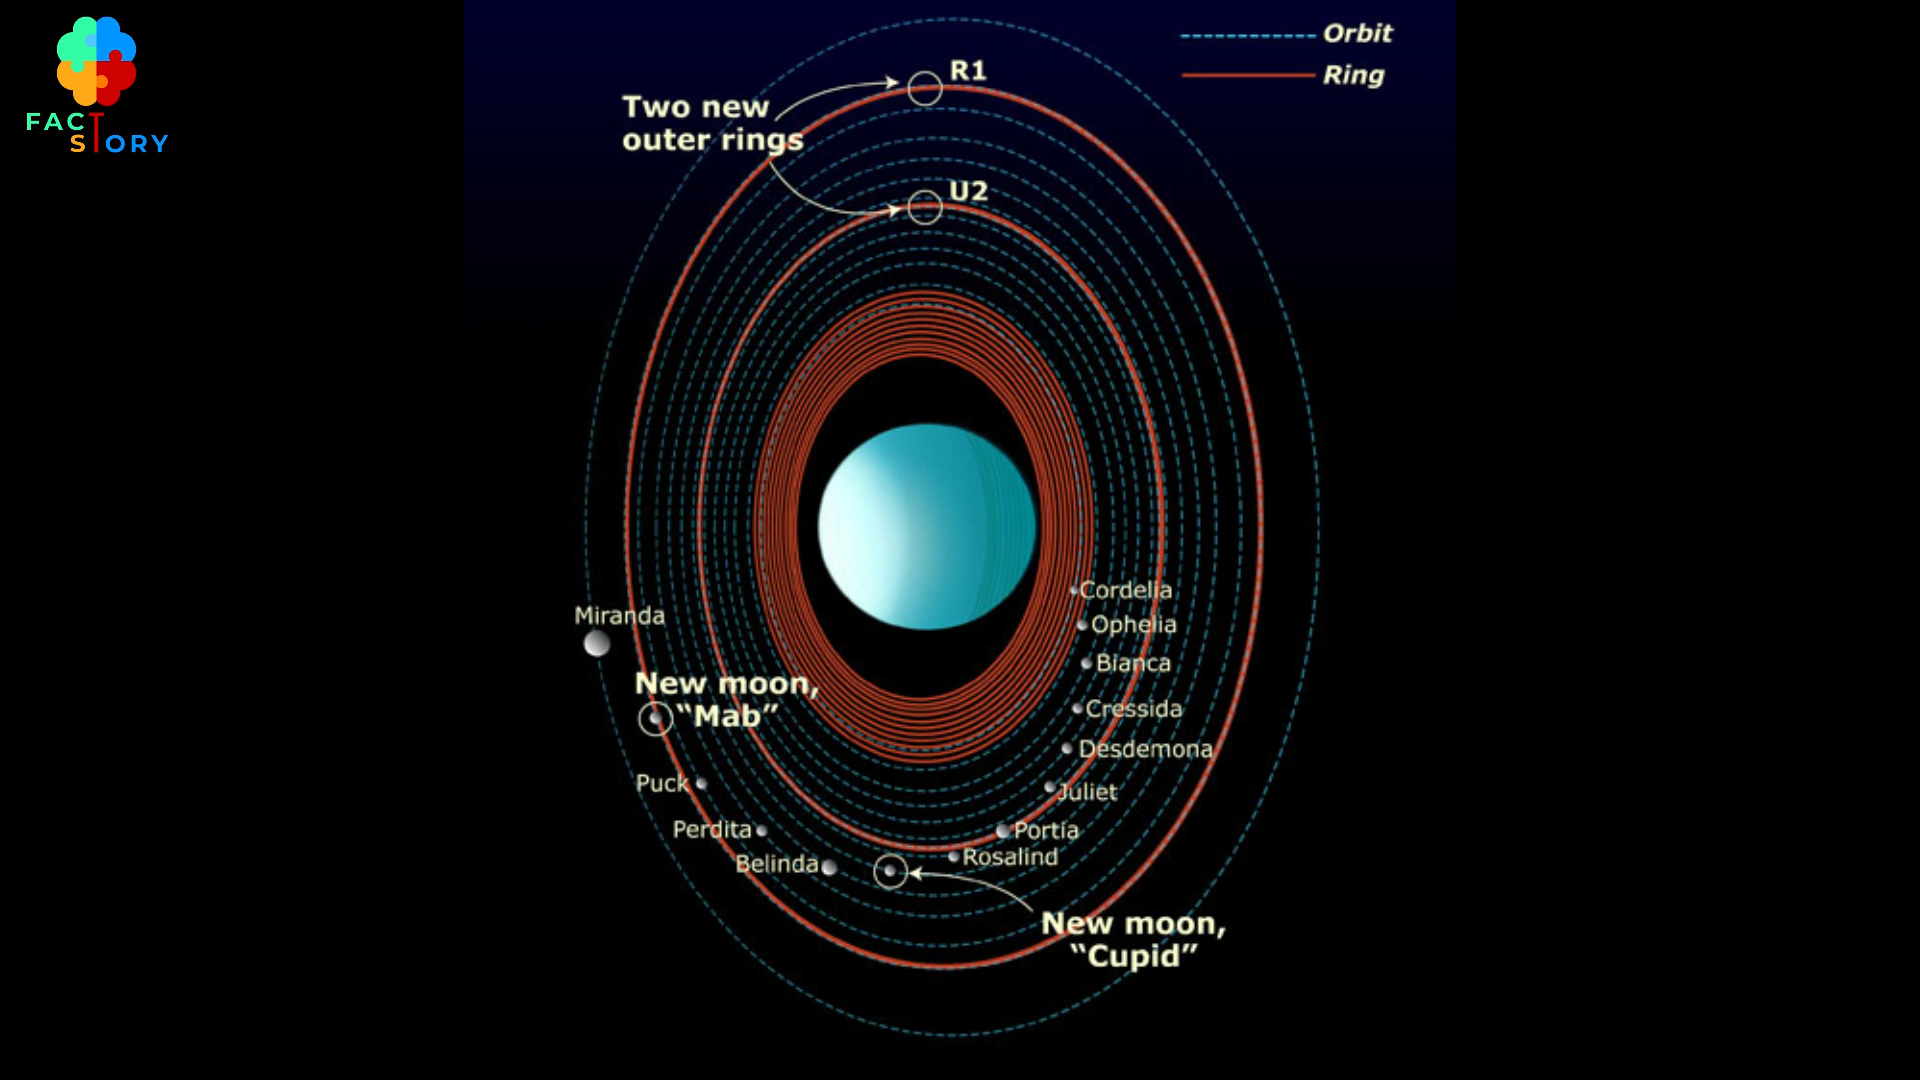 FACTORY
STORY
Orbit
Ring
R1
Two new
outer rings
U2
Cordelia
Ophelia
Miranda
Bianca
New moon,
“Mab”
Cressida
Desdemona
Puck
Juliet
Perdita
Portia
Belinda
Rosalind
New moon,
“Cupid”